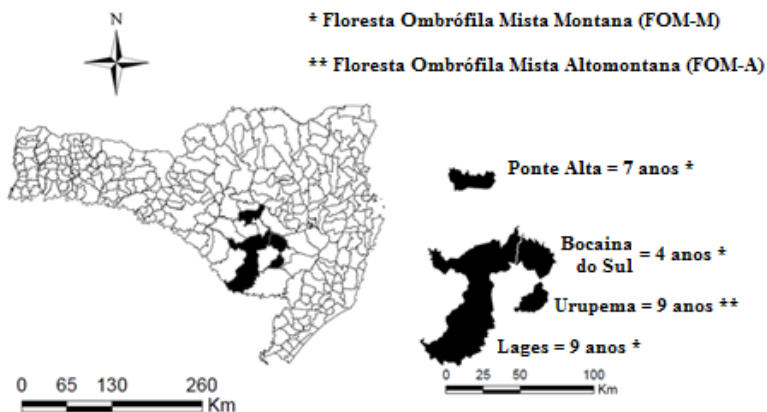 N
* Floresta Ombrófila Mista Montana (FOM-M)
** Floresta Ombrófila Mista Altomontana (FOM-A)
Ponte Alta = 7 anos *
Bocaina do Sul = 4 anos *
Urupema = 9 anos **
Lages = 9 anos *
0 65 130 260 Km
0 25 50 100 Km